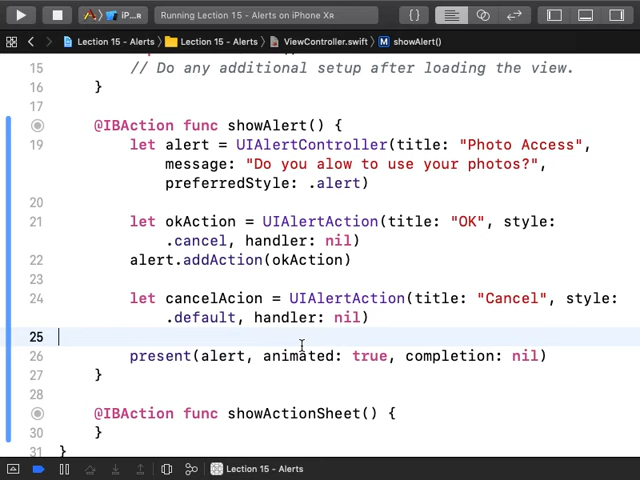 iP...R Running Lection 15 - Alerts on iPhone XR {}
Lection 15 - Alerts Lection 15 - Alerts ViewController.swift M showAlert()
15 // Do any additional setup after loading the view.
16 }
17
@IBAction func showAlert() {
19 let alert = UIAlertController(title: "Photo Access",
message: "Do you alow to use your photos?",
preferredStyle: .alert)
20
21 let okAction = UIAlertAction(title: "OK", style:
.cancel, handler: nil)
22 alert.addAction(okAction)
23
24 let cancelAcion = UIAlertAction(title: "Cancel", style:
.default, handler: nil)
25
26 present(alert, animated: true, completion: nil)
27 }
28
@IBAction func showActionSheet() {
30 }
31 }
Lection 15 - Alerts